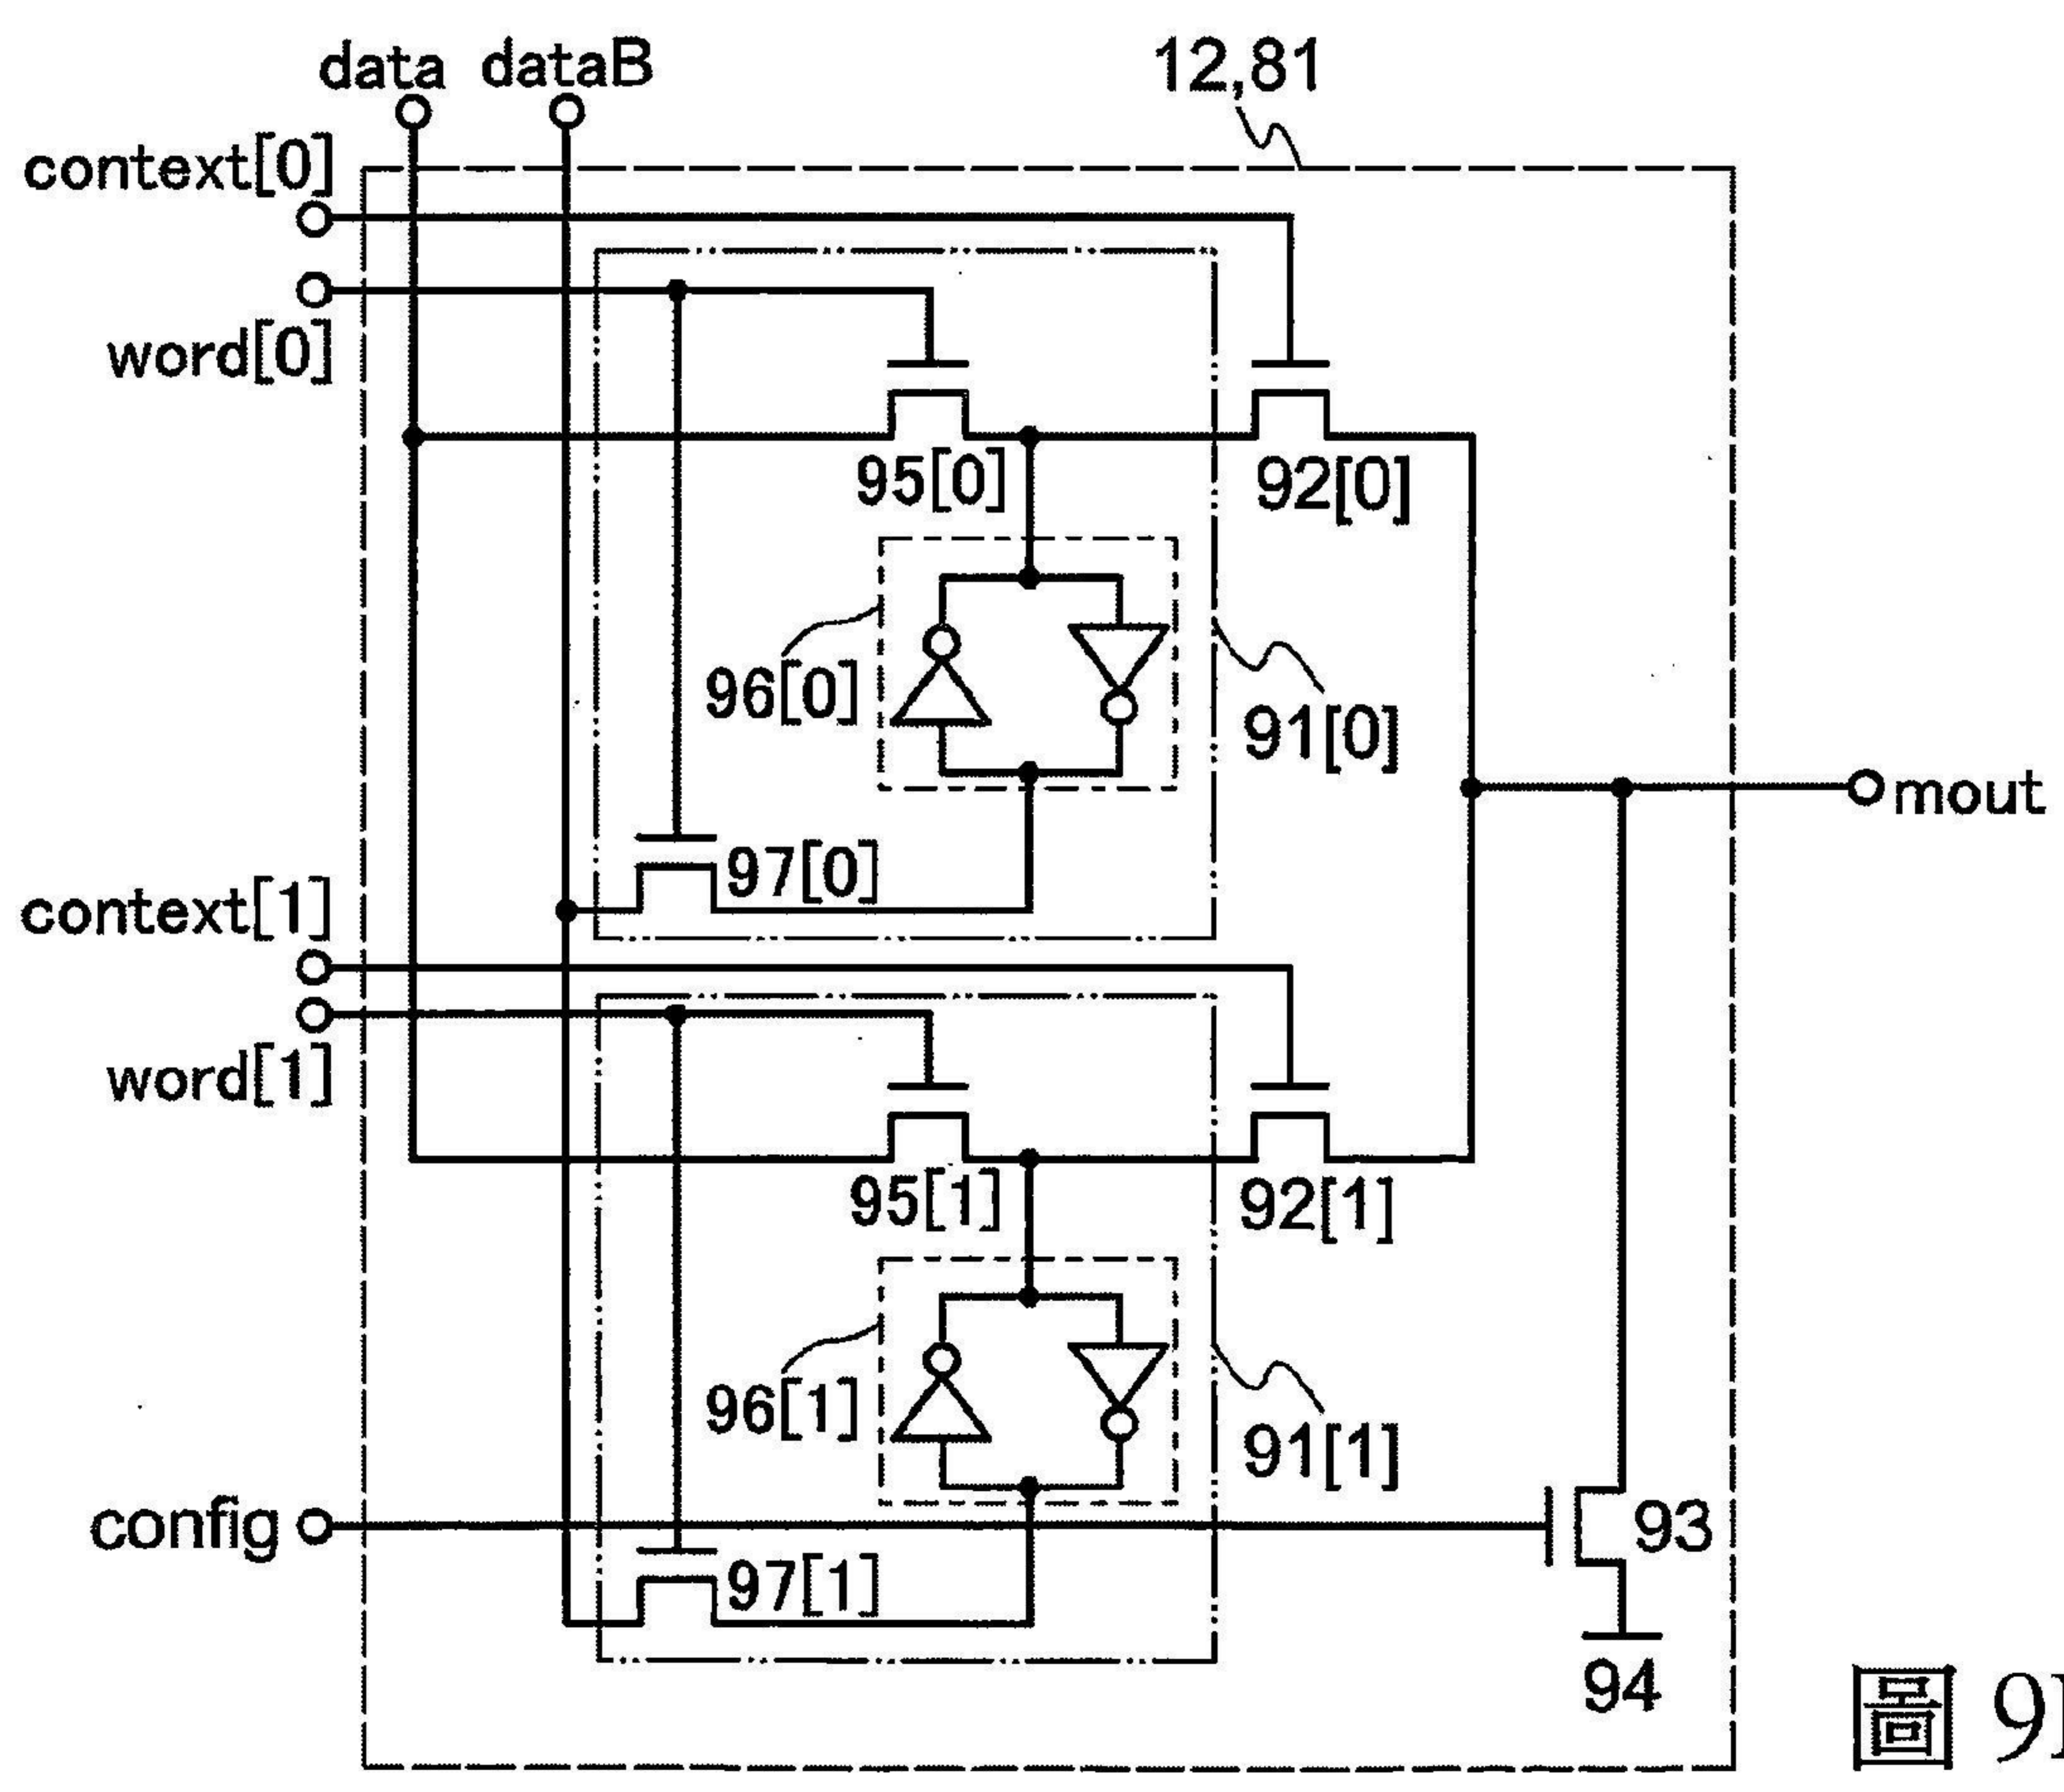 data dataB
12,81
context[0]
word[0]
95[0]
92[0]
96[0]
91[0]
mout
97[0]
context[1]
word[1]
95[1]
92[1]
96[1]
91[1]
config
93
97[1]
94
圖 9